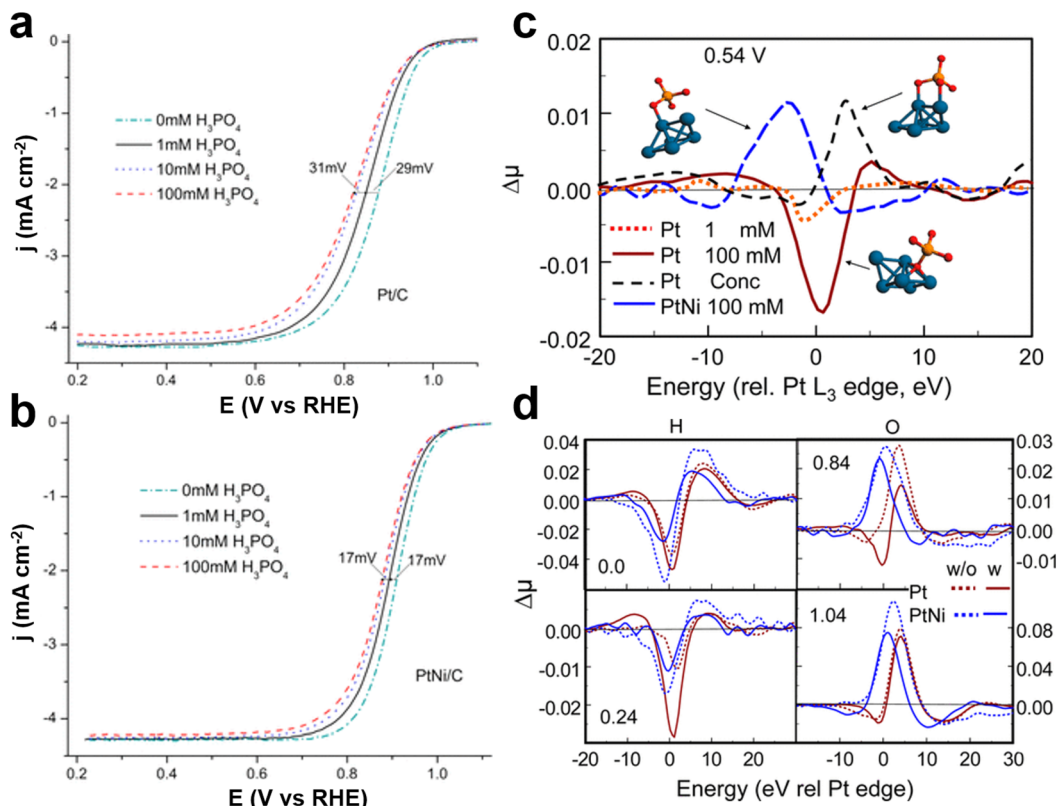 a
0
-1
-2
-3
-4
j (mA cm-2)
0mM H3PO4
1mM H3PO4
10mM H3PO4
100mM H3PO4
31mV
29mV
Pt/C
0.2
0.4
0.6
0.8
1.0
E (V vs RHE)
b
0
-1
-2
-3
-4
j (mA cm-2)
0mM H3PO4
1mM H3PO4
10mM H3PO4
100mM H3PO4
17mV
17mV
PtNi/C
0.2
0.4
0.6
0.8
1.0
E (V vs RHE)
c
0.02
0.01
0.00
-0.01
-0.02
Δμ
0.54 V
Pt 1 mM
Pt 100 mM
Pt Conc
PtNi 100 mM
-20
-10
0
10
20
Energy (rel. Pt L3 edge, eV)
d
H
O
0.04
0.02
0.00
-0.02
-0.04
0.0
0.84
0.03
0.02
0.01
0.00
-0.01
w/o w
Pt
PtNi
Δμ
0.00
-0.01
-0.02
0.24
1.04
0.08
0.04
0.00
-20
-10
0
10
20
-20
-10
0
10
20
30
Energy (eV rel Pt edge)